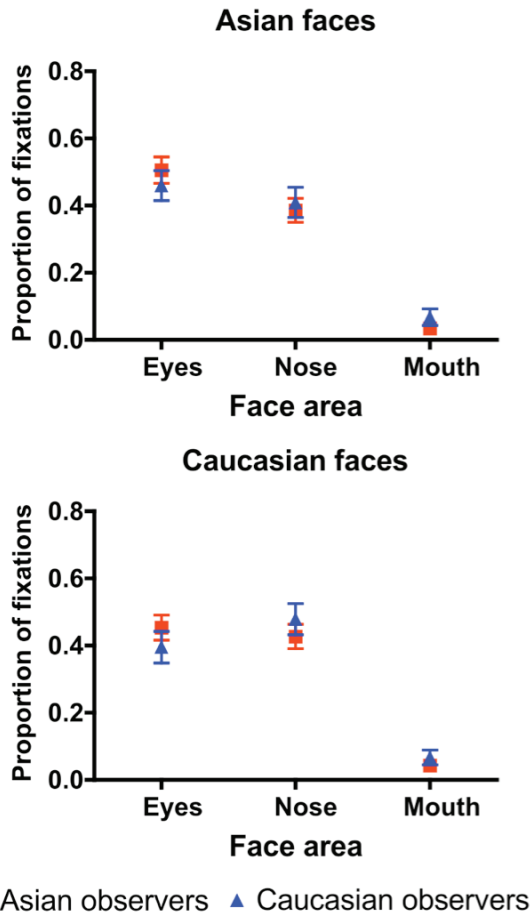 Asian faces
Proportion of fixations
0.8
0.6
0.4
0.2
0.0
Eyes Nose Mouth
Face area
Caucasian faces
Proportion of fixations
0.8
0.6
0.4
0.2
0.0
Eyes Nose Mouth
Face area
Asian observers Caucasian observers